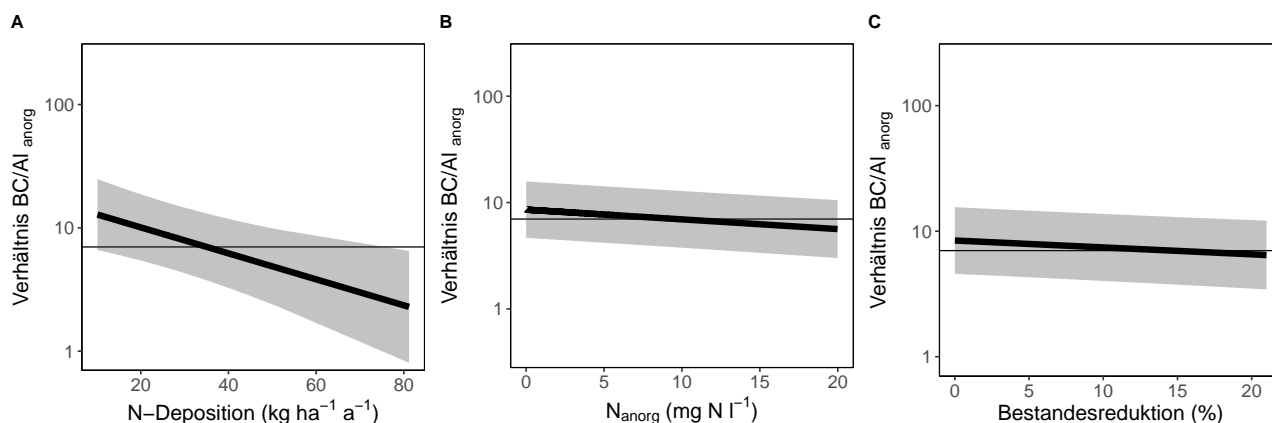 A
Verhältnis BC/Al anorg
100
10
1
20
40
60
80
N−Deposition (kg ha⁻¹ a⁻¹)
B
Verhältnis BC/Al anorg
100
10
1
0
5
10
15
20
Nanorg (mg N l⁻¹)
C
Verhältnis BC/Al anorg
100
10
1
0
5
10
15
20
Bestandesreduktion (%)